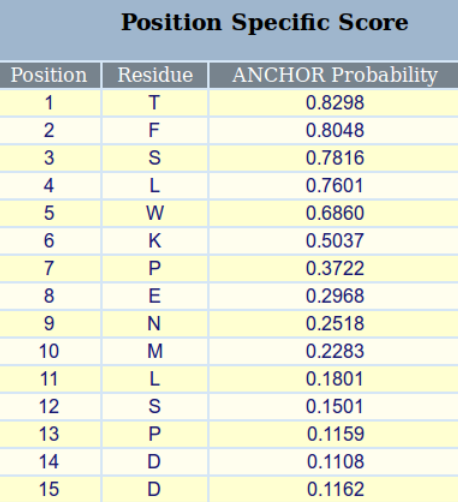 Position Specific Score
Position Residue ANCHOR Probability
1 T 0.8298
2 F 0.8048
3 S 0.7816
4 L 0.7601
5 W 0.6860
6 K 0.5037
7 P 0.3722
8 E 0.2968
9 N 0.2518
10 M 0.2283
11 L 0.1801
12 S 0.1501
13 P 0.1159
14 D 0.1108
15 D 0.1162